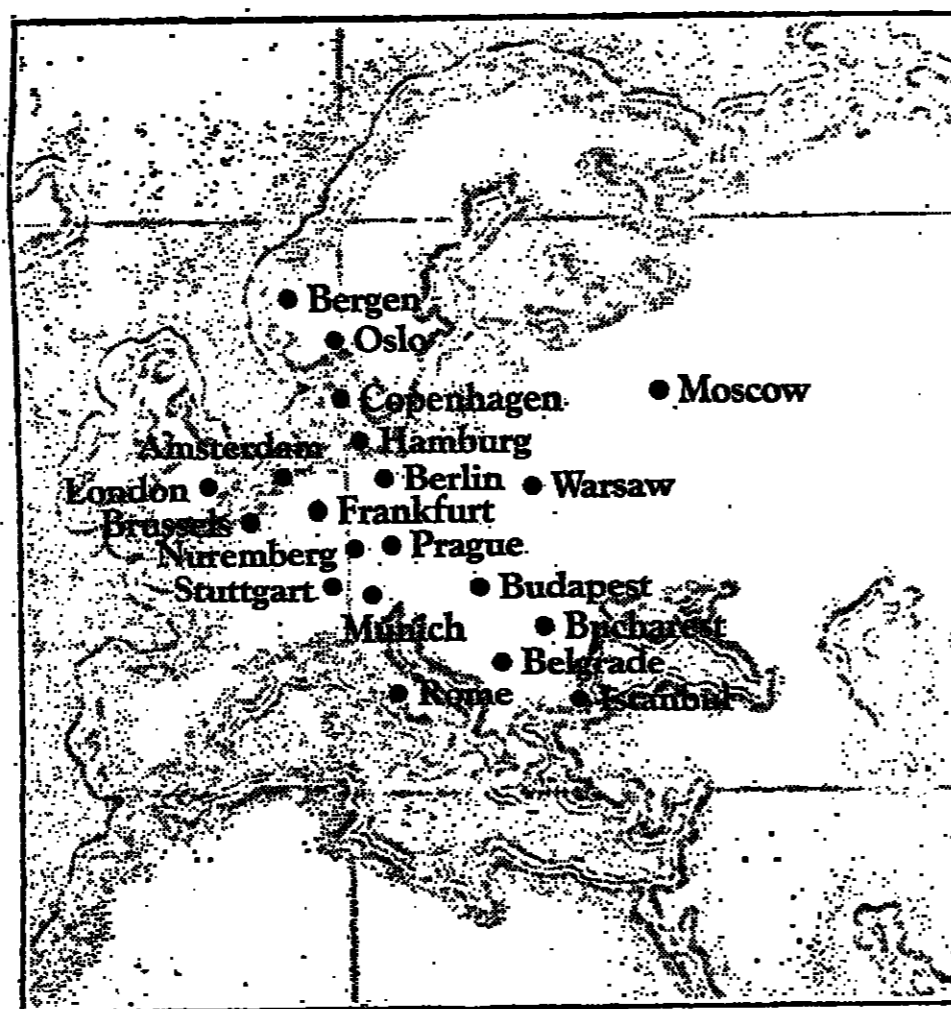 Bergen
Oslo
Copenhagen
Moscow
Hamburg
Amsterdam
Berlin
London
Warsaw
Frankfurt
Brussels
Nuremberg
Prague
Stuttgart
Budapest
Munich
Bucharest
Belgrade
Rome
Istanbul